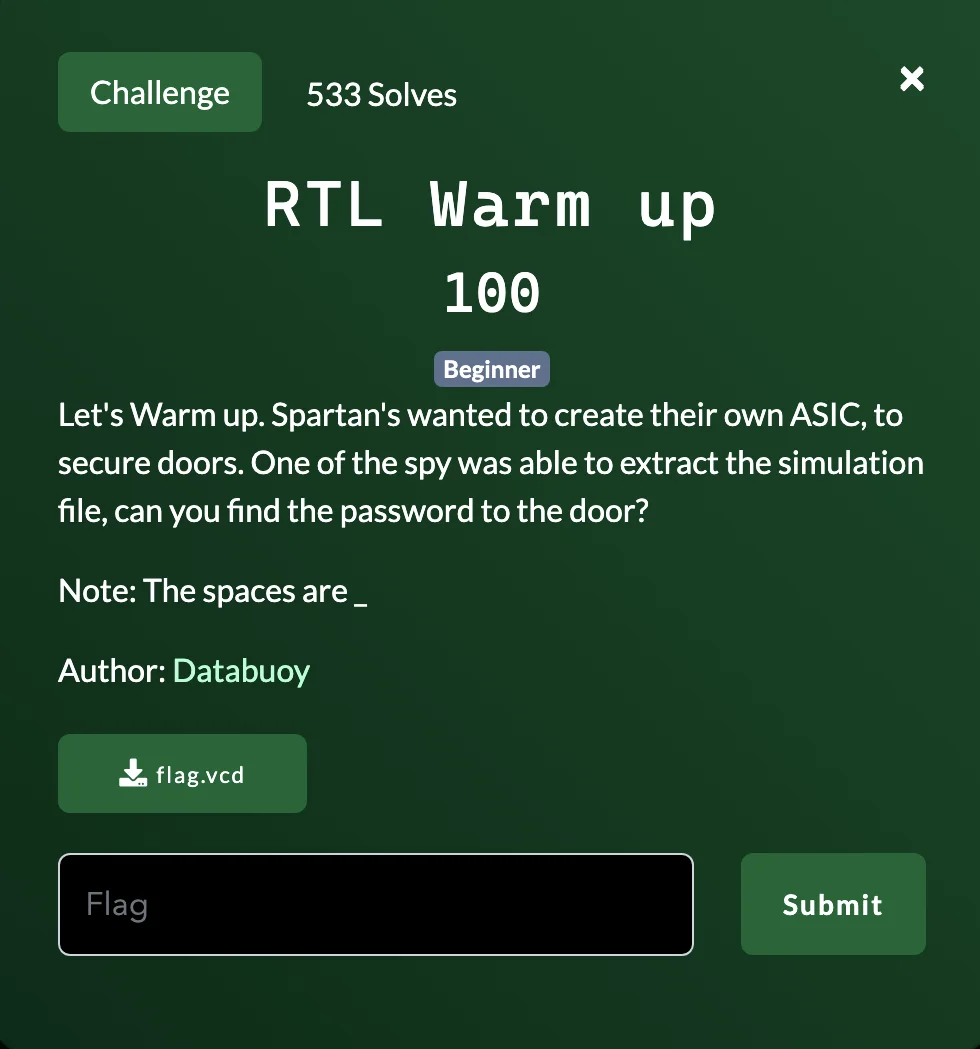 Challenge
533 Solves
RTL Warm up
100
Beginner
Let's Warm up. Spartan's wanted to create their own ASIC, to
secure doors. One of the spy was able to extract the simulation
file, can you find the password to the door?
Note: The spaces are _
Author: Databuoy
flag.vcd
Flag
Submit